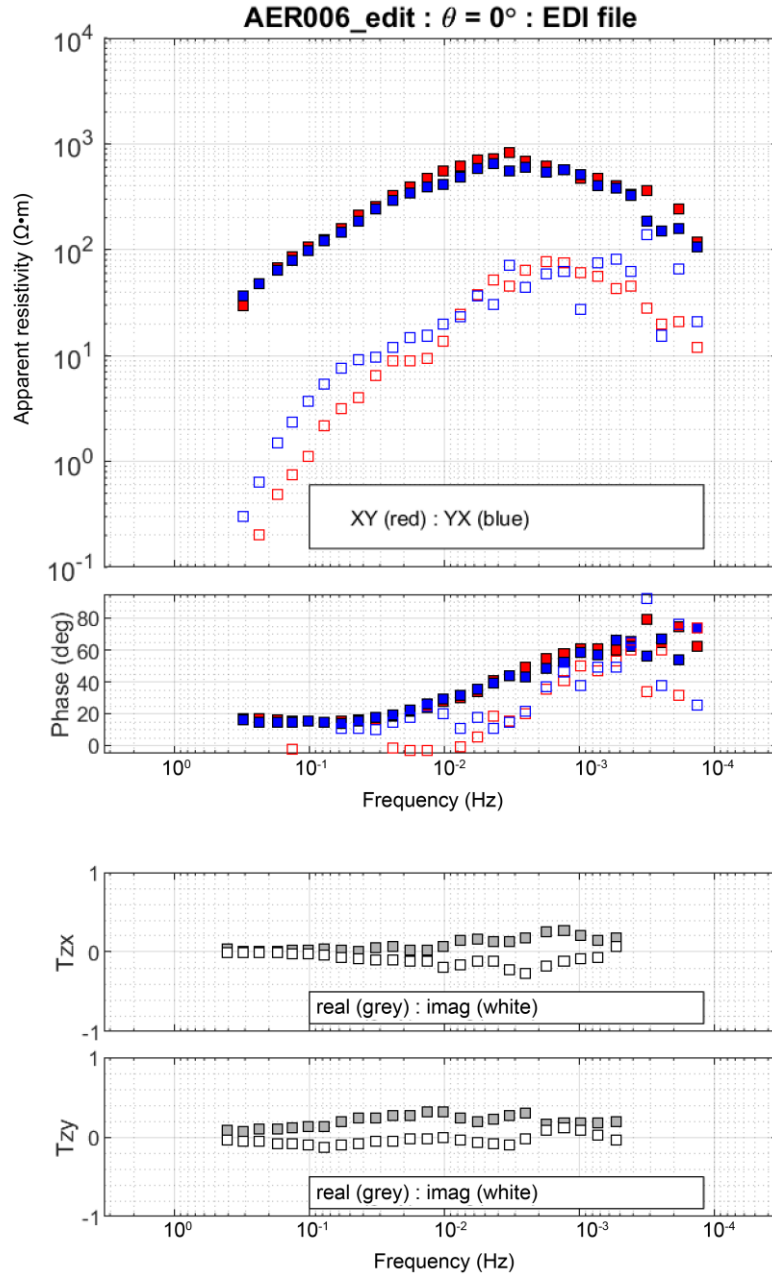 AER006_edit : θ = 0° : EDI file
Apparent resistivity (Ω•m)
10^4
10^3
10^2
10^1
10^0
10^-1
XY (red) : YX (blue)
Phase (deg)
80
60
40
20
0
10^0 10^-1 10^-2 10^-3 10^-4
Frequency (Hz)
Tzx
1
0
-1
real (grey) : imag (white)
Tzy
1
0
-1
real (grey) : imag (white)
10^0 10^-1 10^-2 10^-3 10^-4
Frequency (Hz)